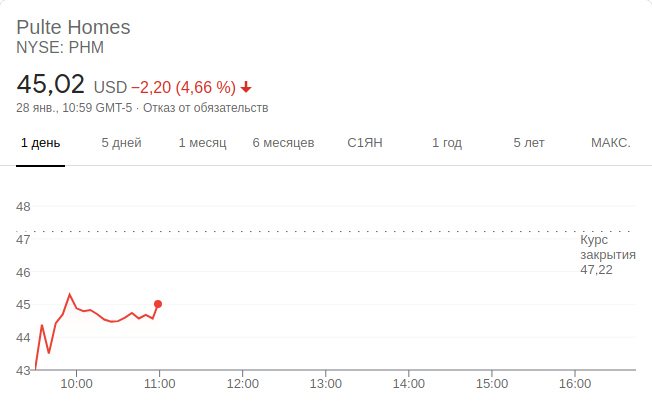 Pulte Homes
NYSE: PHM
45,02 USD −2,20 (4,66 %)
28 янв., 10:59 GMT-5 · Отказ от обязательств
1 день 5 дней 1 месяц 6 месяцев С1ЯН 1 год 5 лет МАКС.
48
47
46
45
44
43
Курс
закрытия
47,22
10:00 11:00 12:00 13:00 14:00 15:00 16:00